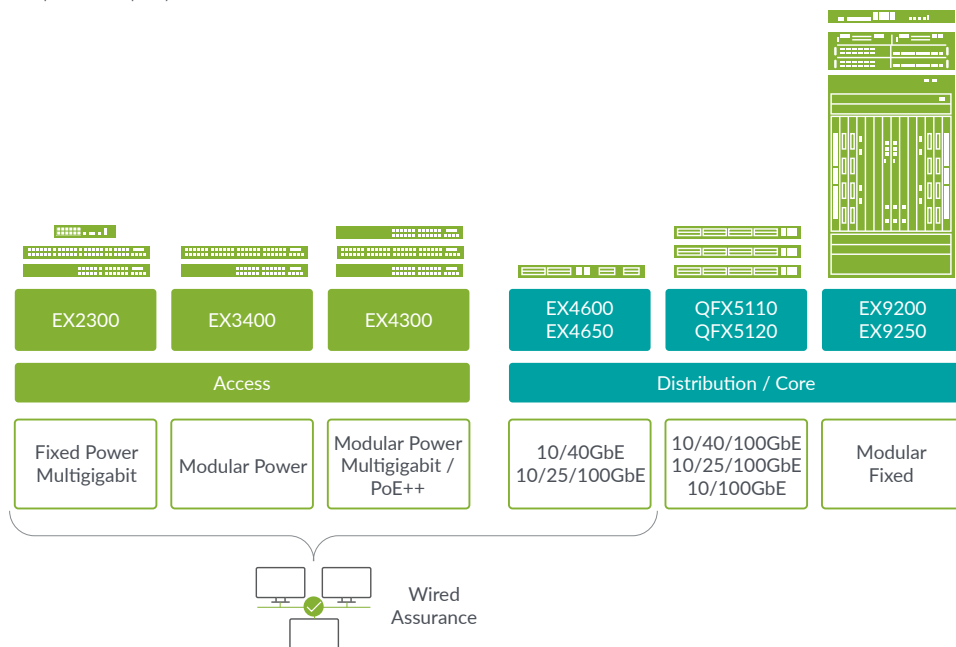 EX2300
EX3400
EX4300
EX4600
EX4650
QFX5110
QFX5120
EX9200
EX9250
Access
Distribution / Core
Fixed Power
Multigigabit
Modular Power
Modular Power
Multigigabit /
PoE++
10/40GbE
10/25/100GbE
10/40/100GbE
10/25/100GbE
10/100GbE
Modular
Fixed
Wired
Assurance